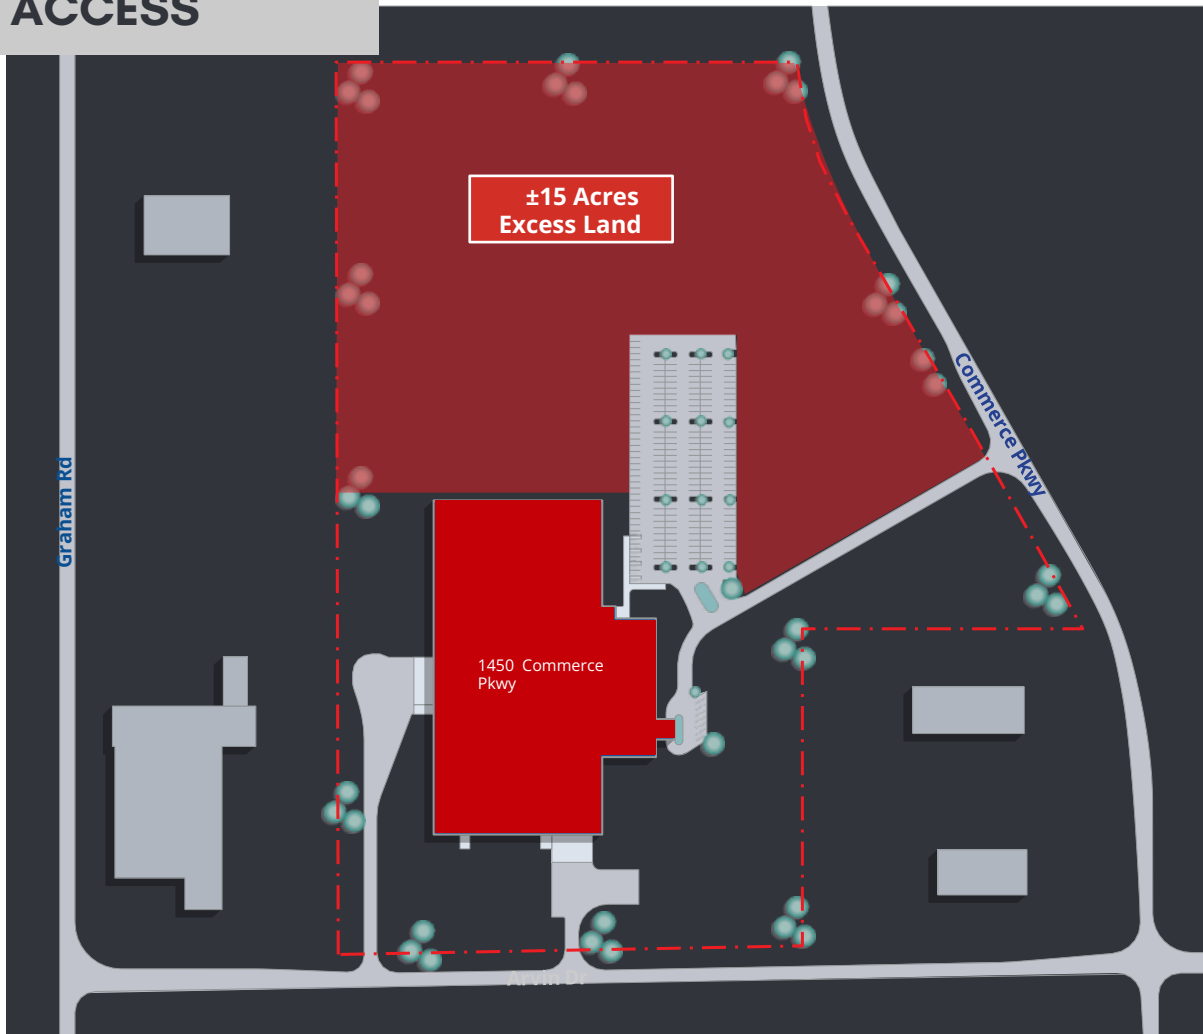 ACCESS
±15 Acres
Excess Land
Commerce Pkwy
Graham Rd
1450 Commerce
Pkwy
Arvin Dr